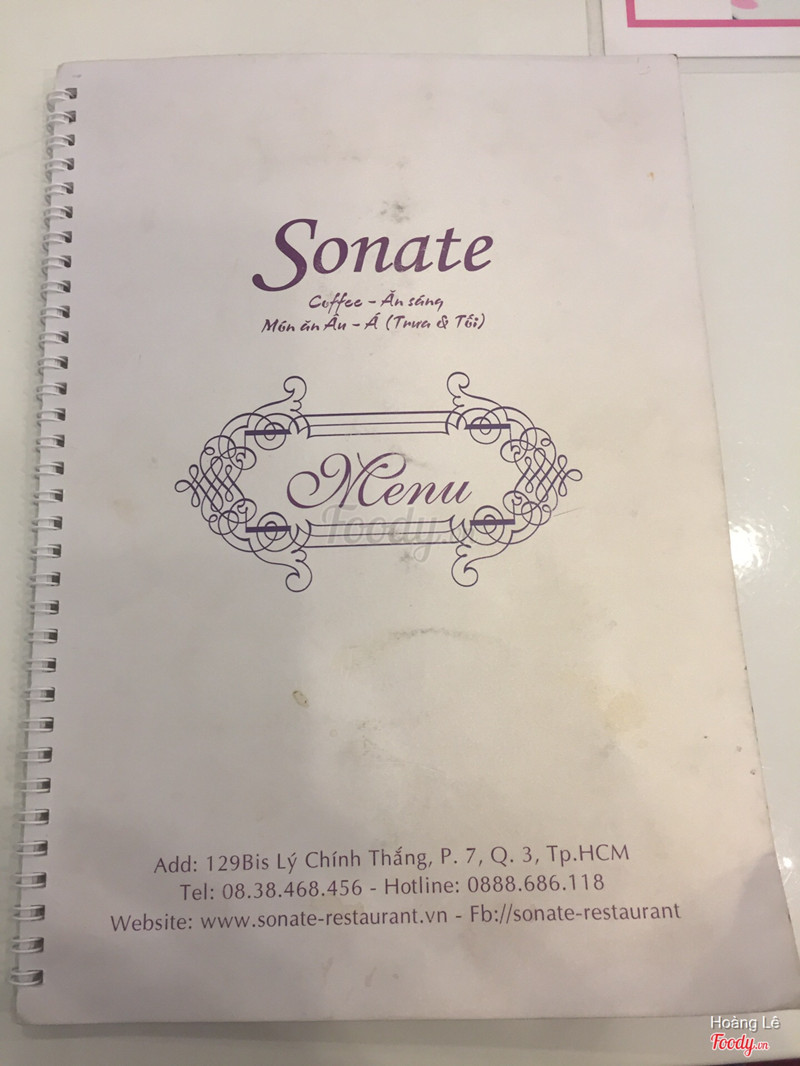 Sonate
Coffee - Ăn sáng
Món ăn Âu - Á (Trưa & Tối)
Menu
Foody.vn
Add: 129Bis Lý Chính Thắng, P. 7, Q. 3, Tp.HCM
Tel: 08.38.468.456 - Hotline: 0888.686.118
Website: www.sonate-restaurant.vn - Fb://sonate-restaurant
Hoàng Lê
Foody.vn